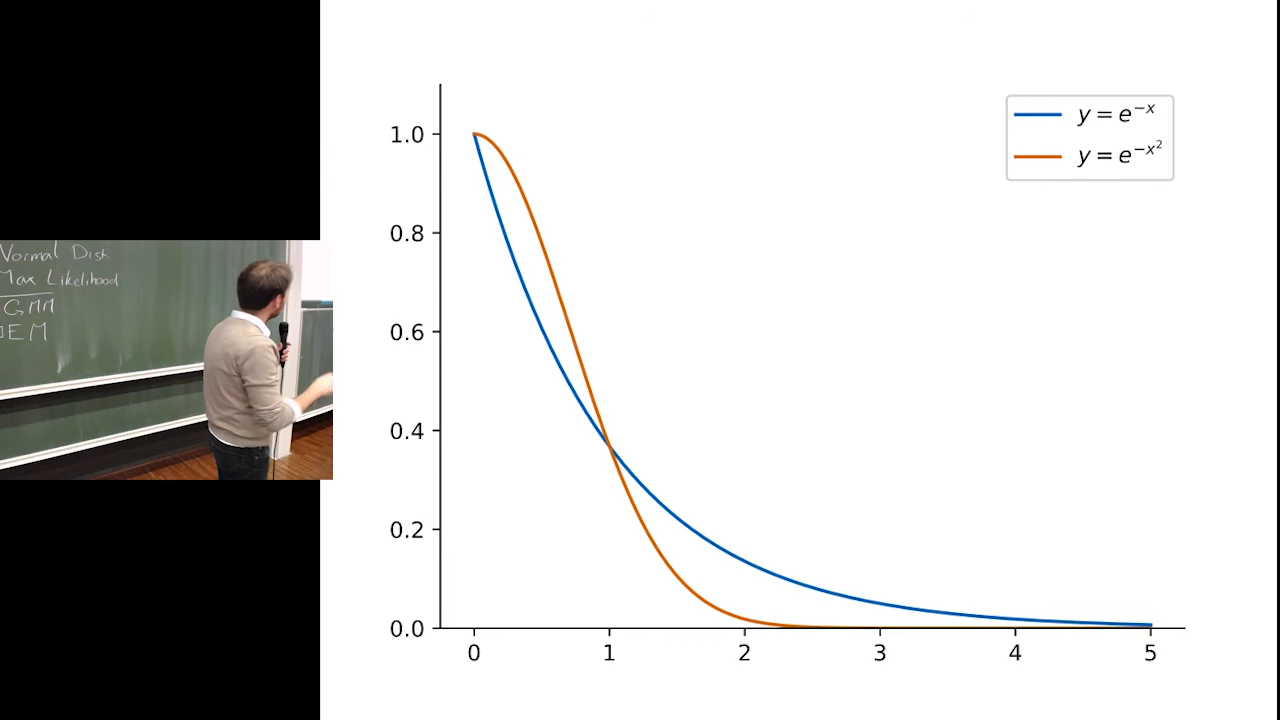 Normal Dist
Max Likelihood
GMM
EM
y = e^{-x}
y = e^{-x^2}
1.0
0.8
0.6
0.4
0.2
0.0
0 1 2 3 4 5